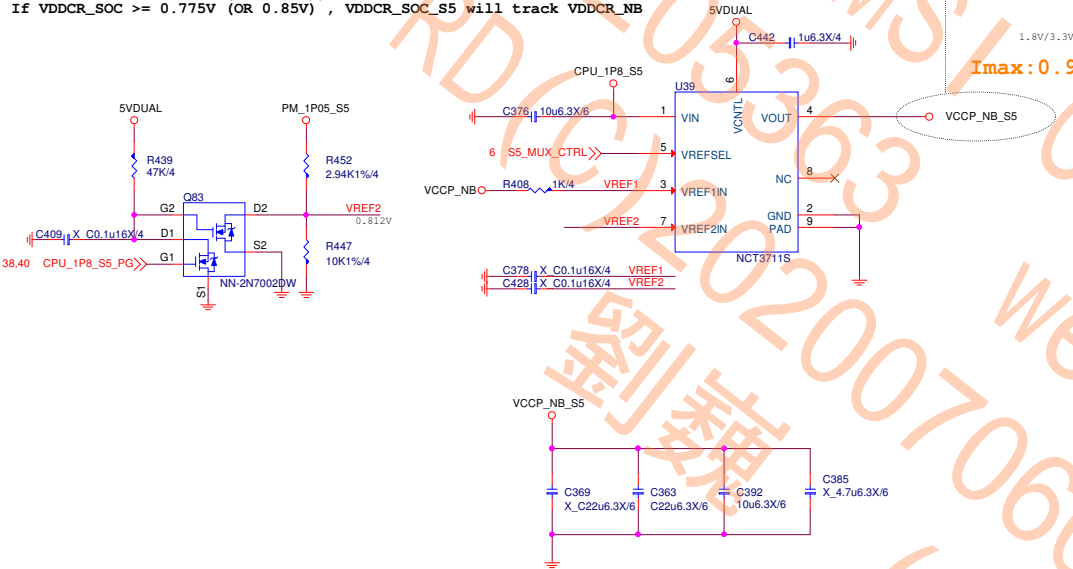 If VDDCR_SOC >= 0.775V (OR 0.85V) , VDDCR_SOC_S5 will track VDDCR_NB
5VDUAL
C442
1u6.3X/4
1.8V/3.3V
Imax:0.9
CPU_1P8_S5
6
U39
C376
10u6.3X/6
1
VIN
VCNTL
VOUT
4
VCCP_NB_S5
5VDUAL
PM_1P05_S5
6
S5_MUX_CTRL
5
VREFSEL
R439
47K/4
R452
2.94K1%/4
NC
8
VCCP_NB
R408
1K/4
VREF1
3
VREF1IN
Q83
G2
D2
VREF2
0.812V
VREF2
7
VREF2IN
GND
2
PAD
9
C409
X_C0.1u16X/4
D1
S2
R447
10K1%/4
NCT3711S
38,40
CPU_1P8_S5_PG
G1
S1
NN-2N7002DW
C378
X_C0.1u16X/4
VREF1
C428
X_C0.1u16X/4
VREF2
VCCP_NB_S5
C369
X_C22u6.3X/6
C363
C22u6.3X/6
C392
10u6.3X/6
C385
X_4.7u6.3X/6
劉巍